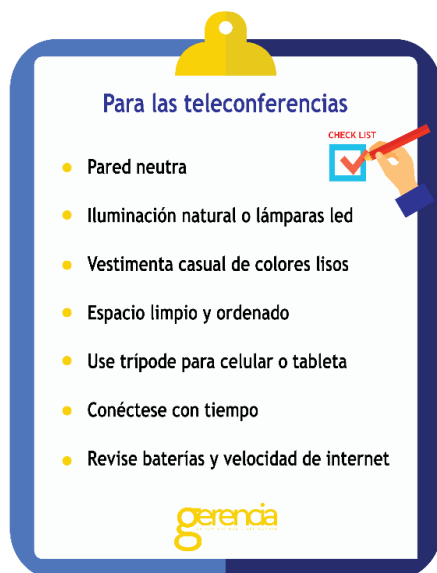 Para las teleconferencias
CHECK LIST
Pared neutra
Iluminación natural o lámparas led
Vestimenta casual de colores lisos
Espacio limpio y ordenado
Use trípode para celular o tableta
Conéctese con tiempo
Revise baterías y velocidad de internet
gerencia